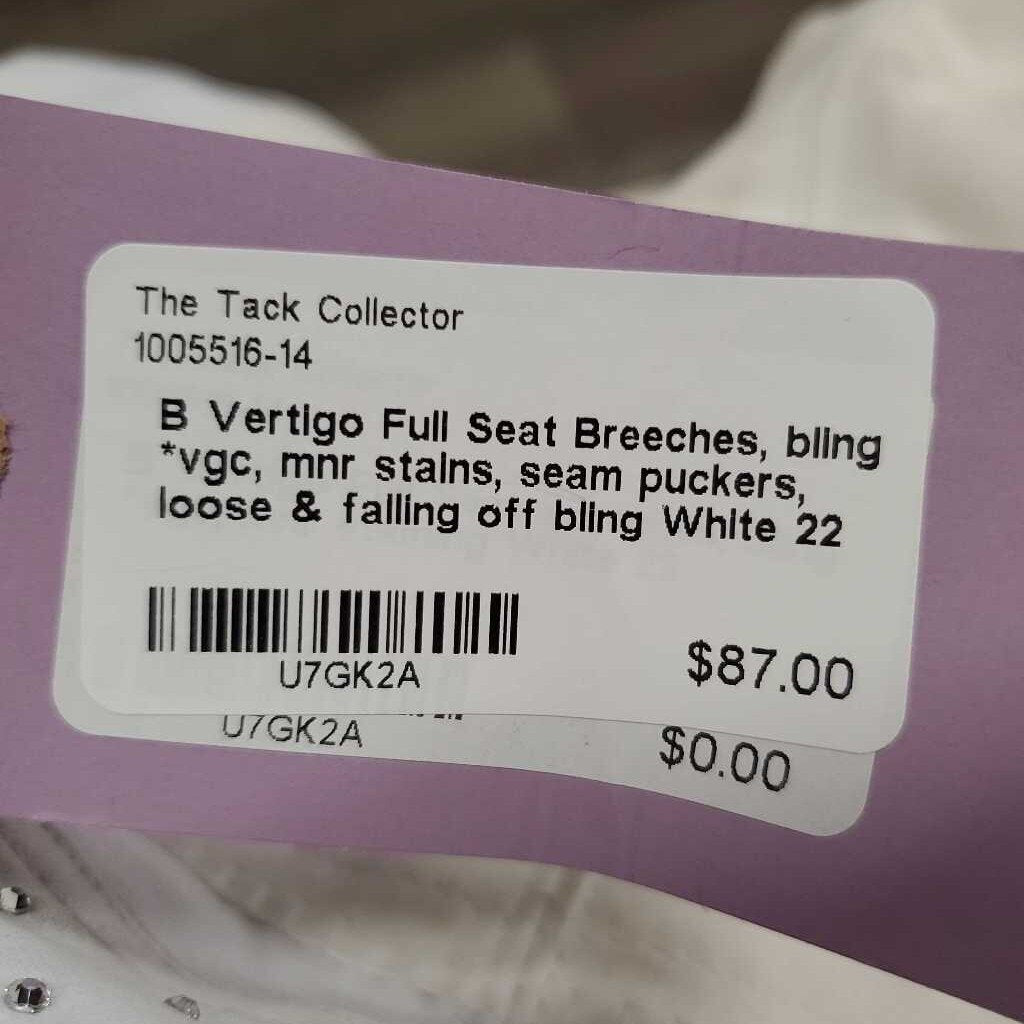 The Tack Collector
1005516-14
B Vertigo Full Seat Breeches, bling
*vgc, mnr stains, seam puckers,
loose & falling off bling White 22
U7GK2A
$87.00
U7GK2A
$0.00